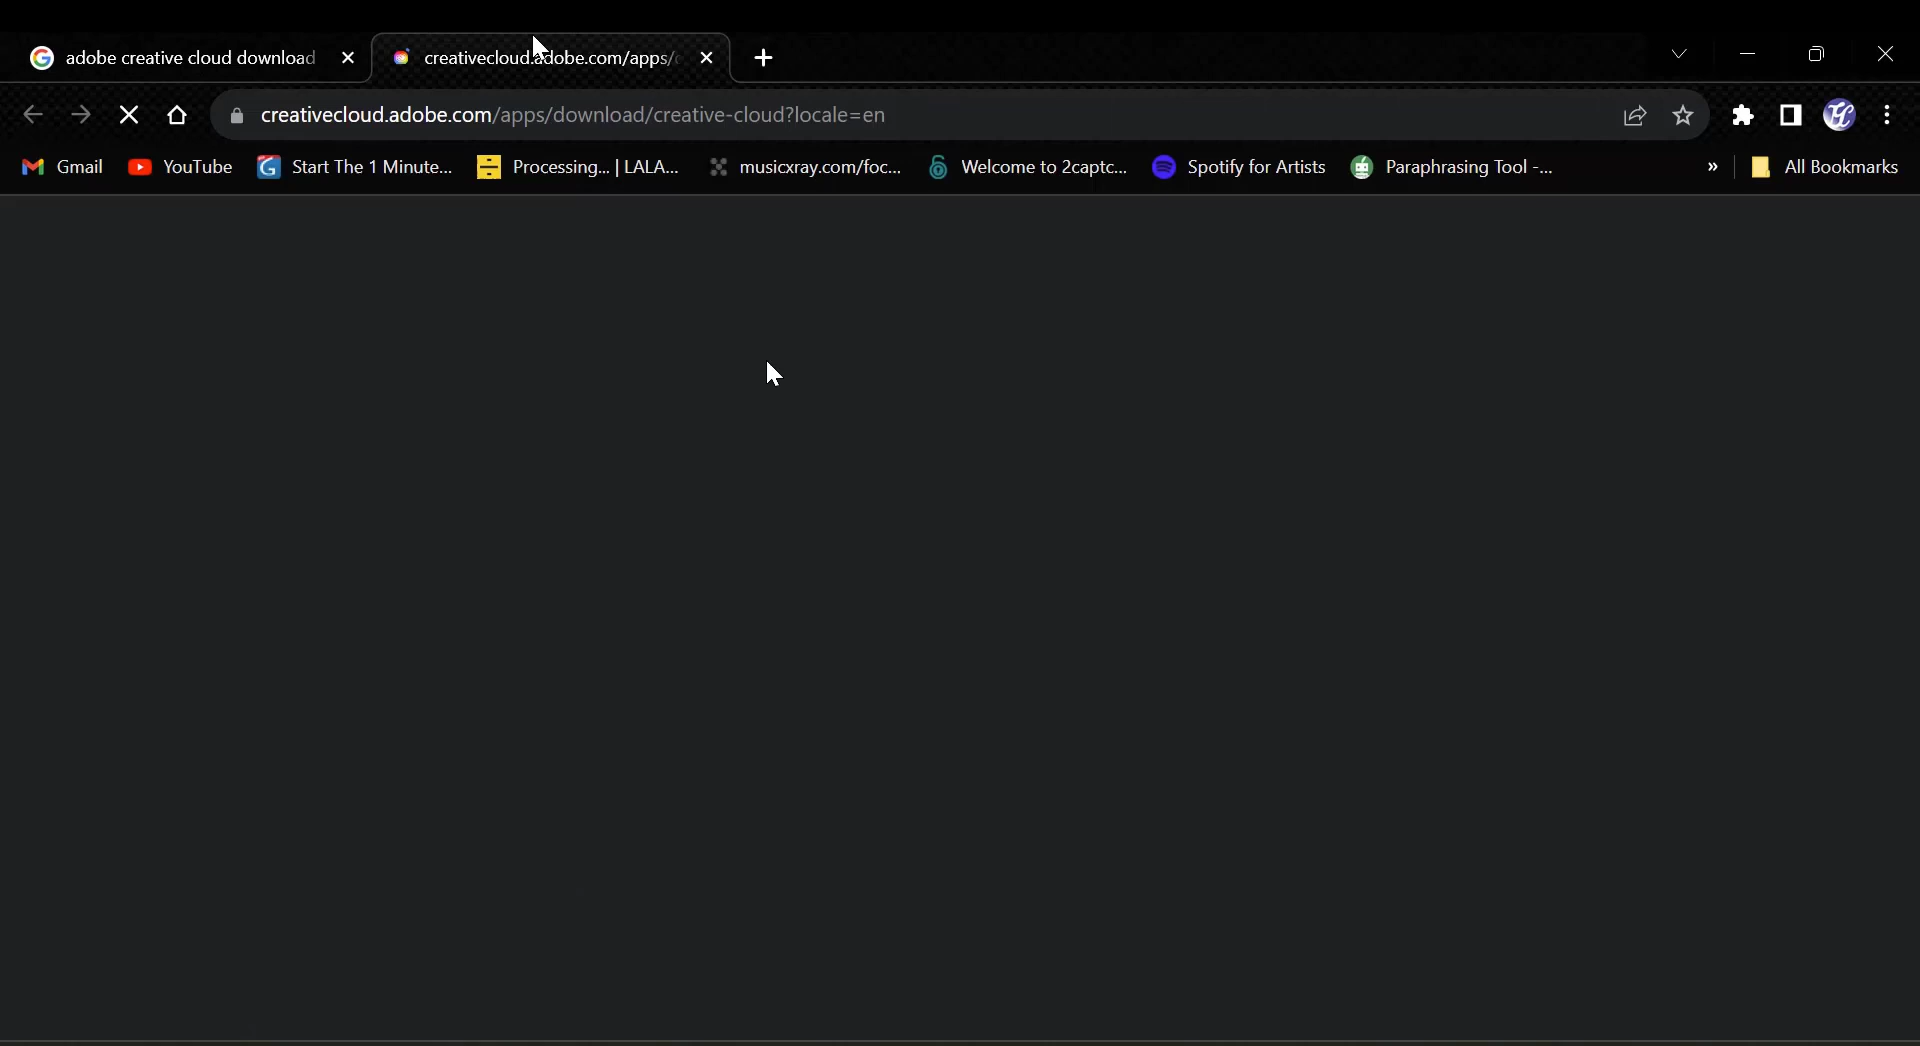 adobe creative cloud download
creativecloud.adobe.com/apps/
creativecloud.adobe.com/apps/download/creative-cloud?locale=en
Gmail YouTube Start The 1 Minute... Processing... | LALA... musicxray.com/foc... Welcome to 2captc... Spotify for Artists Paraphrasing Tool -... » All Bookmarks